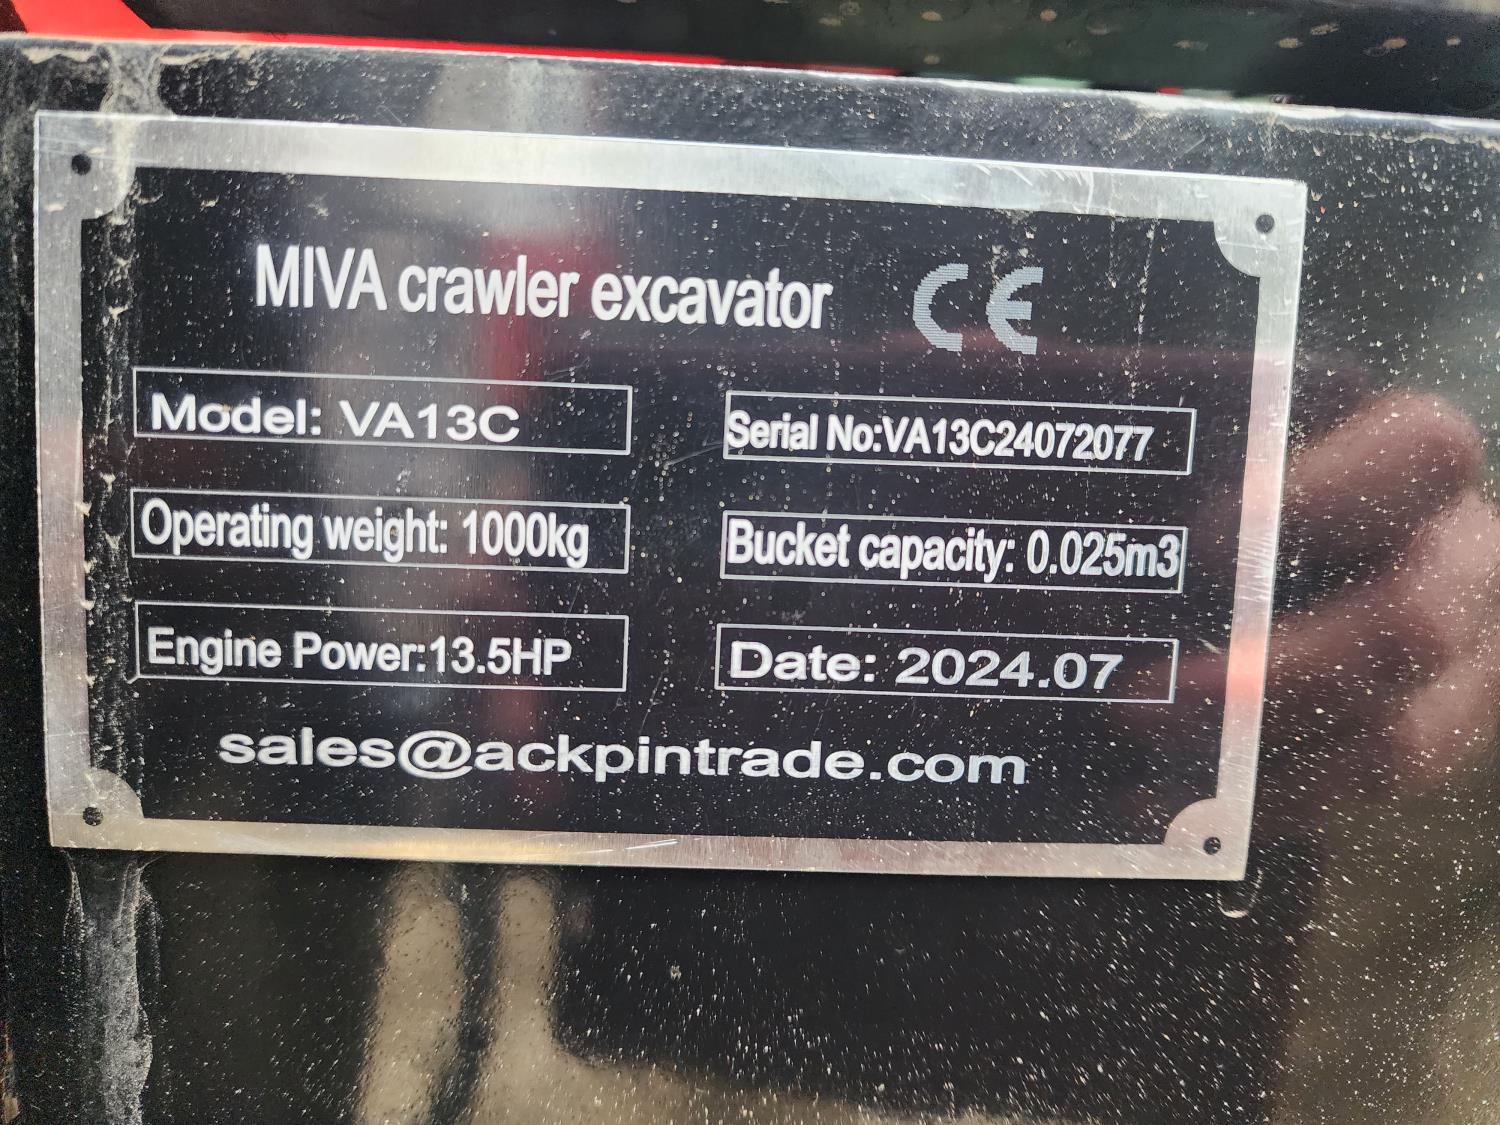 MIVA crawler excavator CE
Model: VA13C
Serial No:VA13C24072077
Operating weight: 1000kg
Bucket capacity: 0.025m3
Engine Power:13.5HP
Date: 2024.07
sales@ackpintrade.com